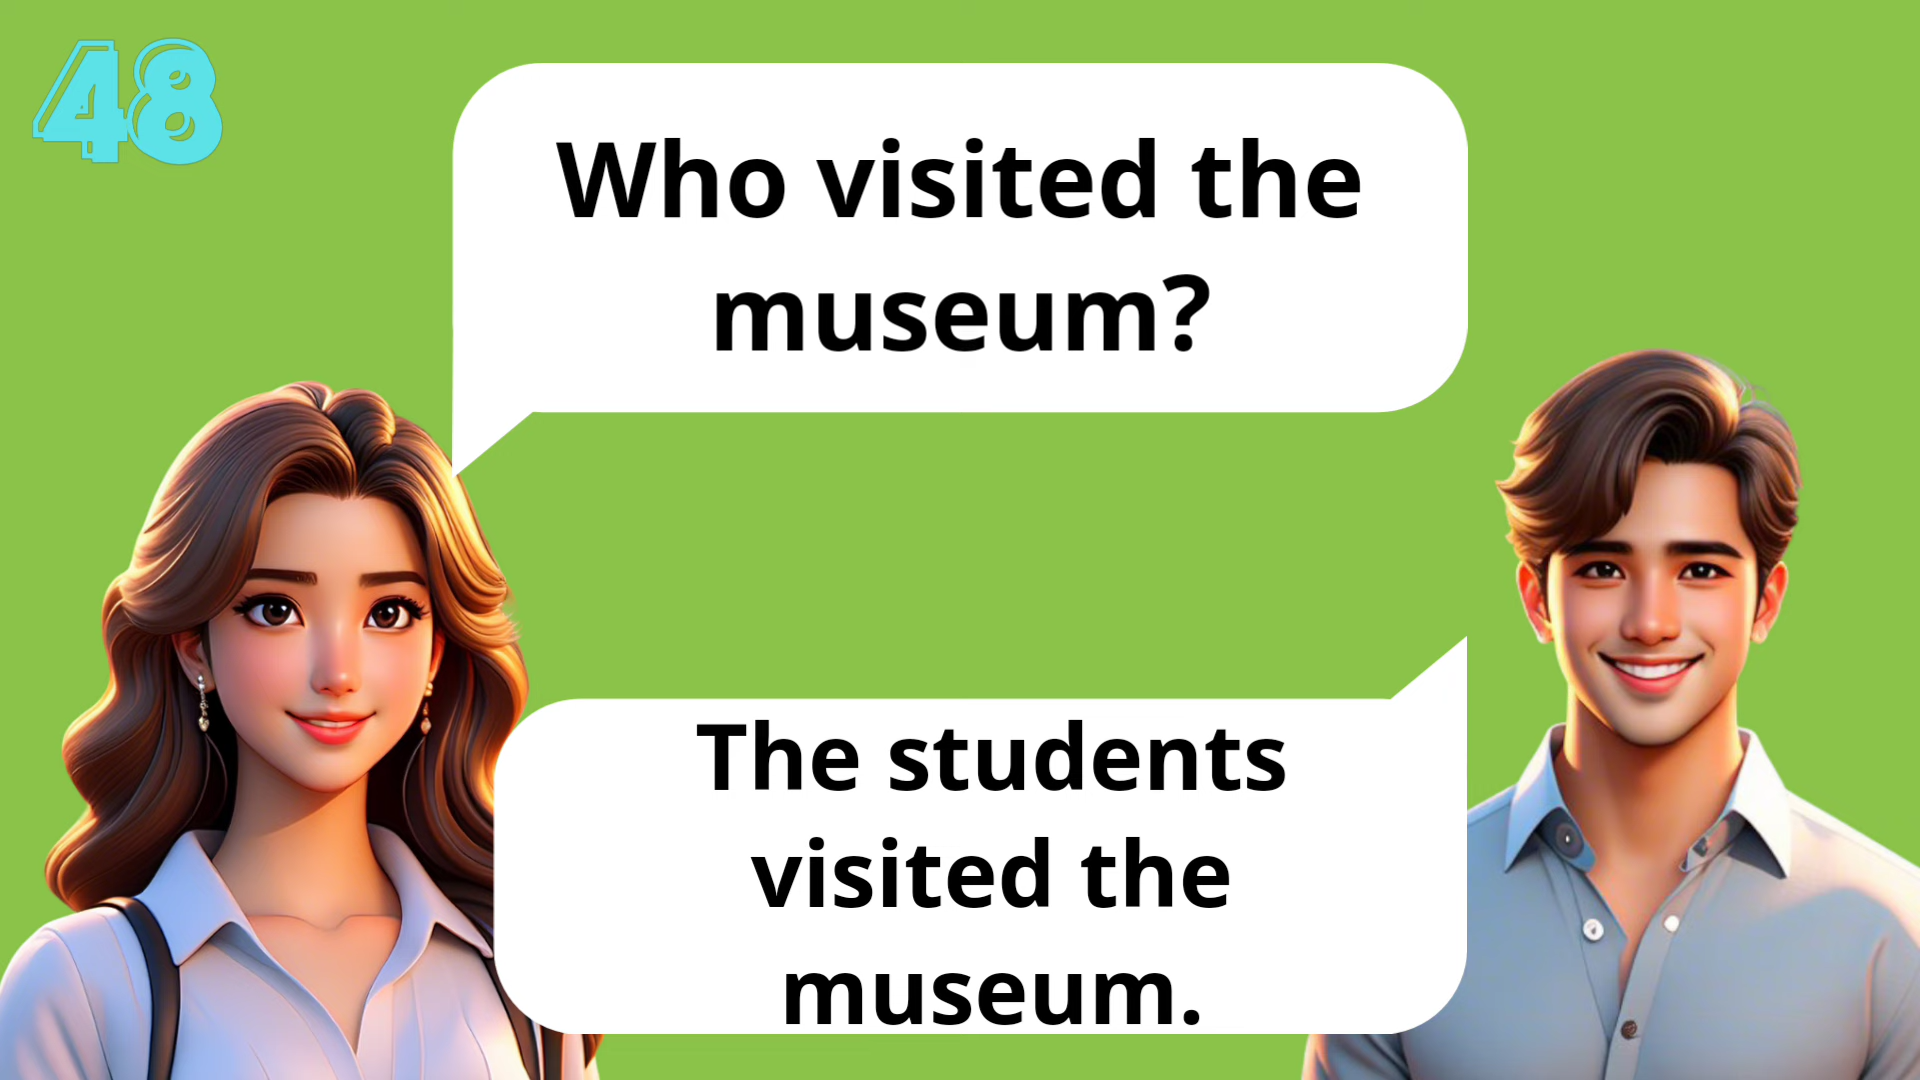 48
Who visited the
museum?
The students
visited the
museum.